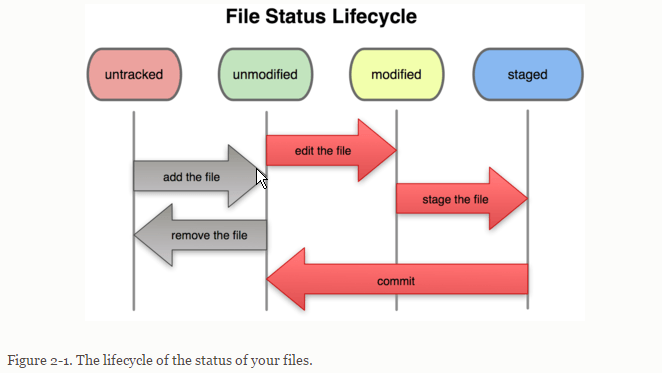 File Status Lifecycle
untracked
unmodified
modified
staged
edit the file
add the file
stage the file
remove the file
commit
Figure 2-1. The lifecycle of the status of your files.